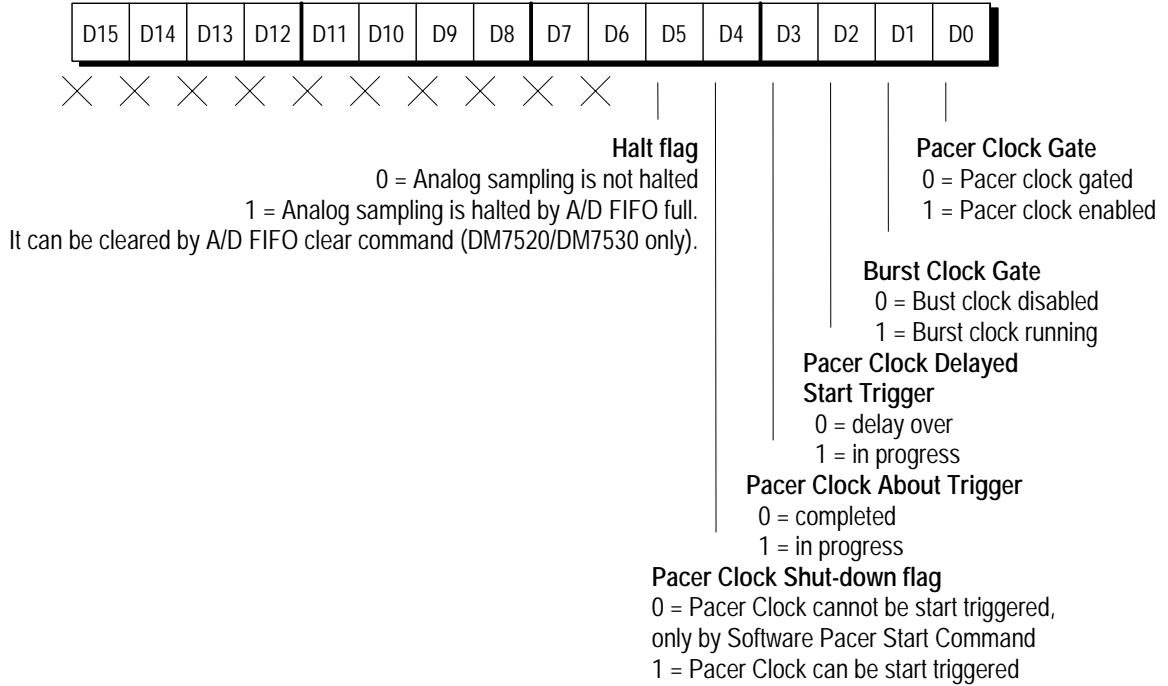 D15 D14 D13 D12 D11 D10 D9 D8 D7 D6 D5 D4 D3 D2 D1 D0
Halt flag
0 = Analog sampling is not halted
1 = Analog sampling is halted by A/D FIFO full.
It can be cleared by A/D FIFO clear command (DM7520/DM7530 only).
Pacer Clock Gate
0 = Pacer clock gated
1 = Pacer clock enabled
Burst Clock Gate
0 = Bust clock disabled
1 = Burst clock running
Pacer Clock Delayed
Start Trigger
0 = delay over
1 = in progress
Pacer Clock About Trigger
0 = completed
1 = in progress
Pacer Clock Shut-down flag
0 = Pacer Clock cannot be start triggered,
only by Software Pacer Start Command
1 = Pacer Clock can be start triggered